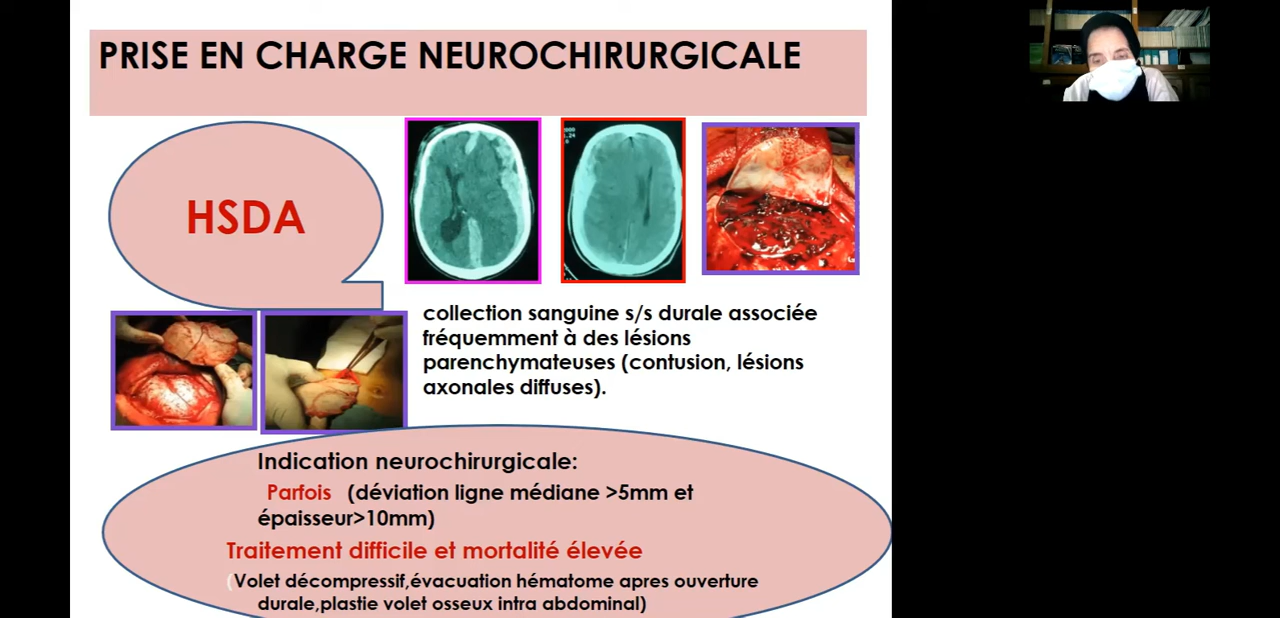 PRISE EN CHARGE NEUROCHIRURGICALE
HSDA
collection sanguine s/s durale associée
fréquemment à des lésions
parenchymateuses (contusion, lésions
axonales diffuses).
Indication neurochirurgicale:
Parfois (déviation ligne médiane >5mm et
épaisseur>10mm)
Traitement difficile et mortalité élevée
(Volet décompressif,évacuation hématome apres ouverture
durale,plastie volet osseux intra abdominal)